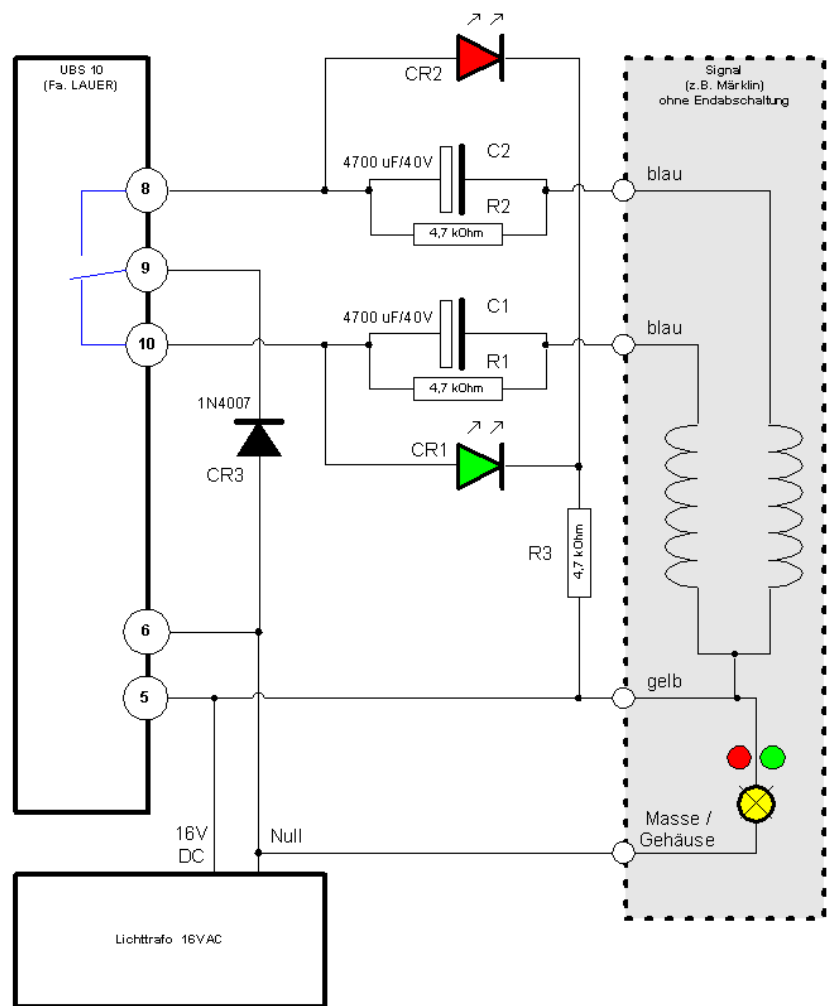 UBS 10
(Fa. LAUER)
CR2
Signal
(z.B. Märklin)
ohne Endabschaltung
4700 uF/40V
C2
8
blau
R2
4,7 kOhm
9
4700 uF/40V
C1
10
blau
R1
4,7 kOhm
1N4007
CR1
CR3
R3
4,7 kOhm
6
5
gelb
16V
DC
Null
Masse /
Gehäuse
Lichttrafo 16VAC